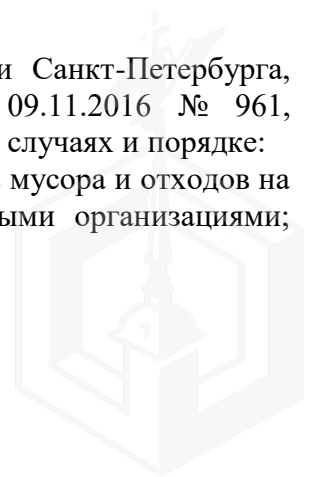 и Санкт-Петербурга,
09.11.2016 № 961,
случаях и порядке:
мусора и отходов на
ыми организациями;